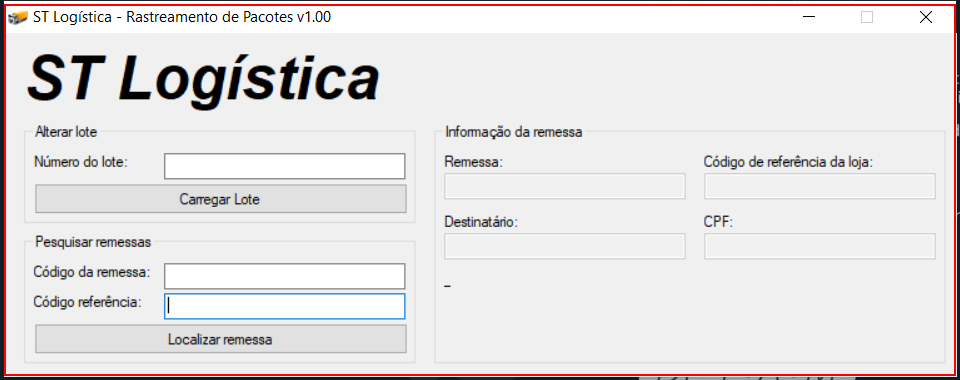 ST Logística - Rastreamento de Pacotes v1.00
ST Logística
Alterar lote
Número do lote:
Carregar Lote
Pesquisar remessas
Código da remessa:
Código referência:
Localizar remessa
Informação da remessa
Remessa:
Código de referência da loja:
Destinatário:
CPF:
_